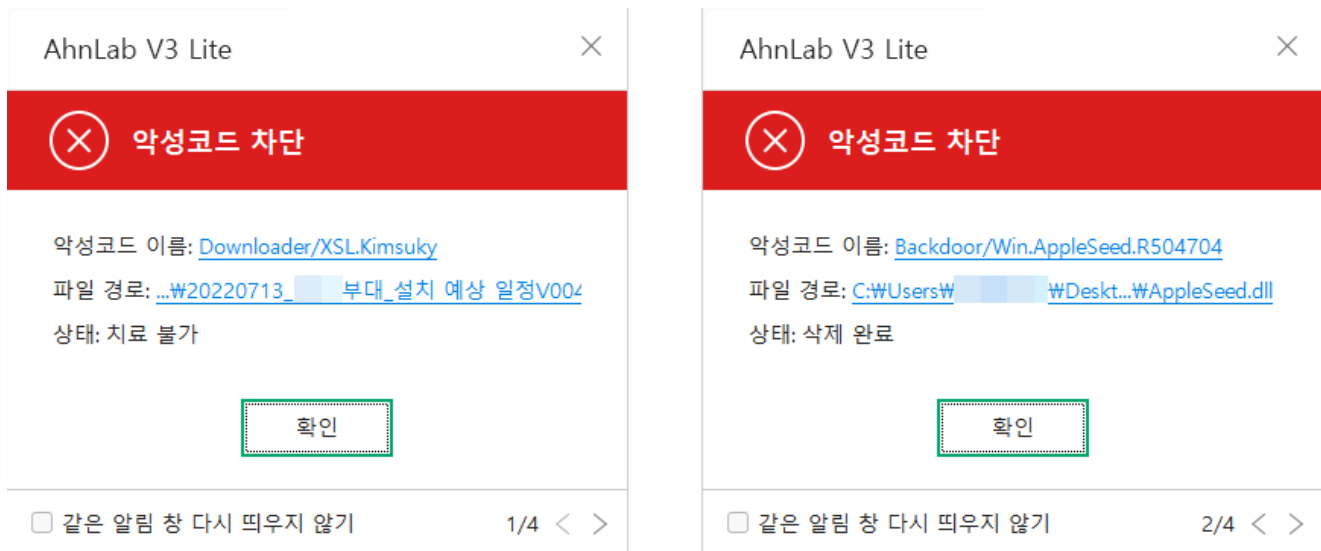 AhnLab V3 Lite
악성코드 차단
악성코드 이름: Downloader/XSL.Kimsuky
파일 경로: ...₩20220713_ 부대_설치 예상 일정V004
상태: 치료 불가
확인
같은 알림 창 다시 띄우지 않기 1/4 < >
AhnLab V3 Lite
악성코드 차단
악성코드 이름: Backdoor/Win.AppleSeed.R504704
파일 경로: C:₩Users₩ ₩Deskt...₩AppleSeed.dll
상태: 삭제 완료
확인
같은 알림 창 다시 띄우지 않기 2/4 < >